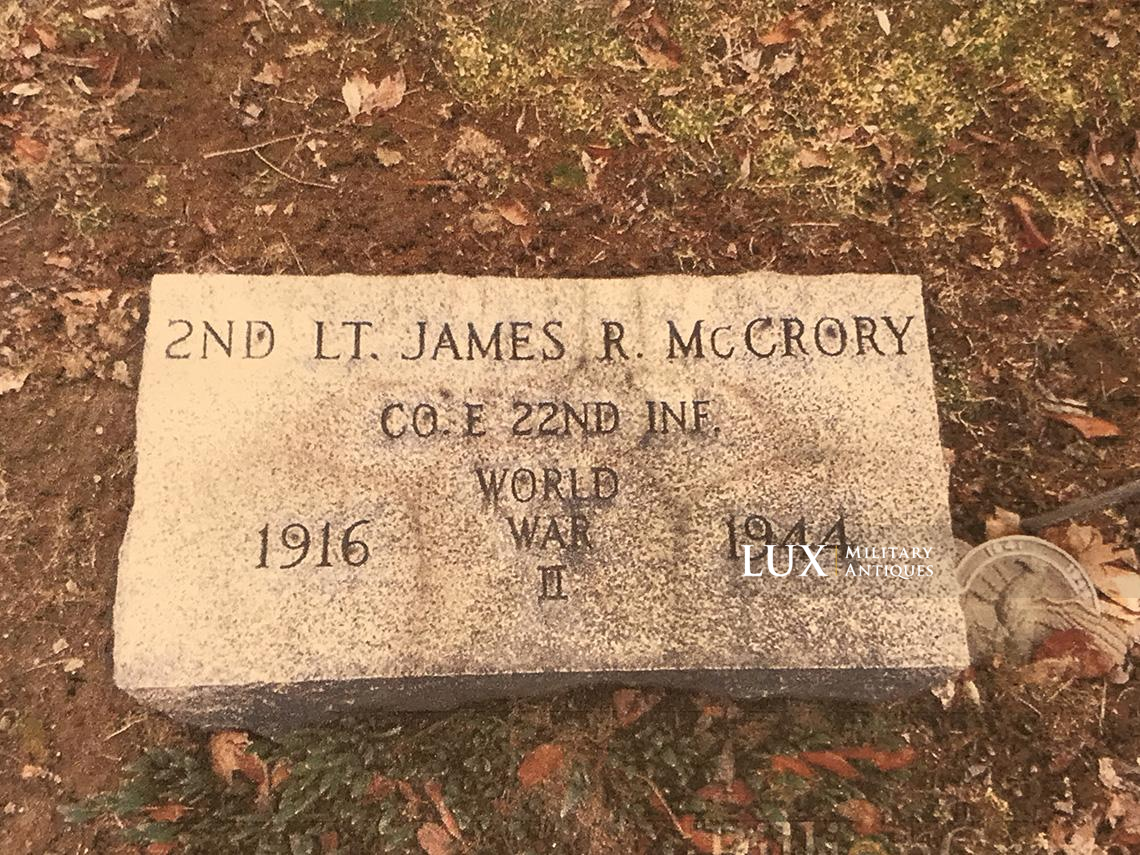 2ND LT. JAMES R. McCRORY
CO. E 22ND INF.
WORLD
1916 WAR 1944
II
LUX MILITARY ANTIQUES